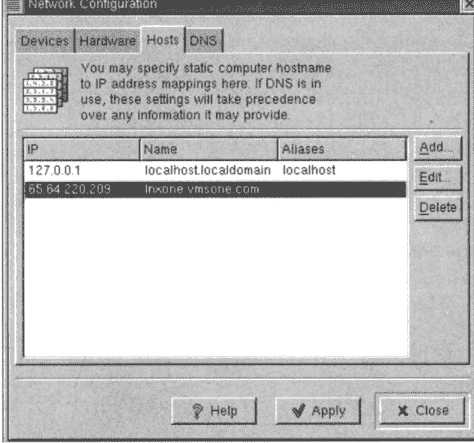 Network Configuration
Devices Hardware Hosts DNS
You may specify static computer hostname
to IP address mappings here. If DNS is in
use, these settings will take precedence
over any information it may provide.
IP Name Aliases
127.0.0.1 localhost.localdomain localhost
65.64.220.209 lnxone.vmsone.com
Add...
Edit...
Delete
Help Apply Close